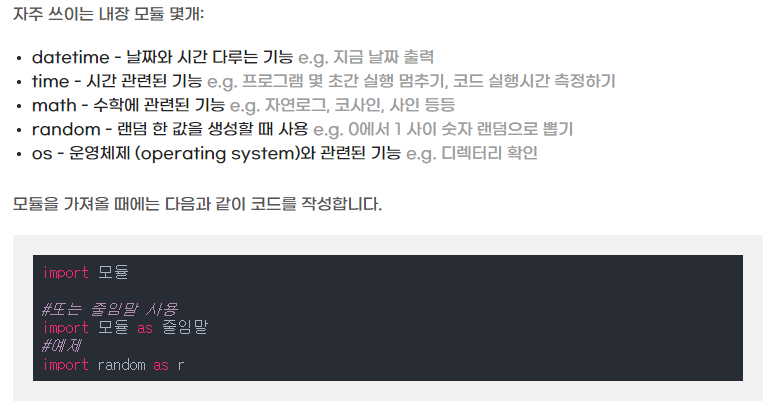 자주 쓰이는 내장 모듈 몇개:
• datetime - 날짜와 시간 다루는 기능 e.g. 지금 날짜 출력
• time - 시간 관련된 기능 e.g. 프로그램 몇 초간 실행 멈추기, 코드 실행시간 측정하기
• math - 수학에 관련된 기능 e.g. 자연로그, 코사인, 사인 등등
• random - 랜덤 한 값을 생성할 때 사용 e.g. 0에서 1 사이 숫자 랜덤으로 뽑기
• os - 운영체제 (operating system)와 관련된 기능 e.g. 디렉터리 확인
모듈을 가져올 때에는 다음과 같이 코드를 작성합니다.
import 모듈
#또는 줄임말 사용
import 모듈 as 줄임말
#예제
import random as r